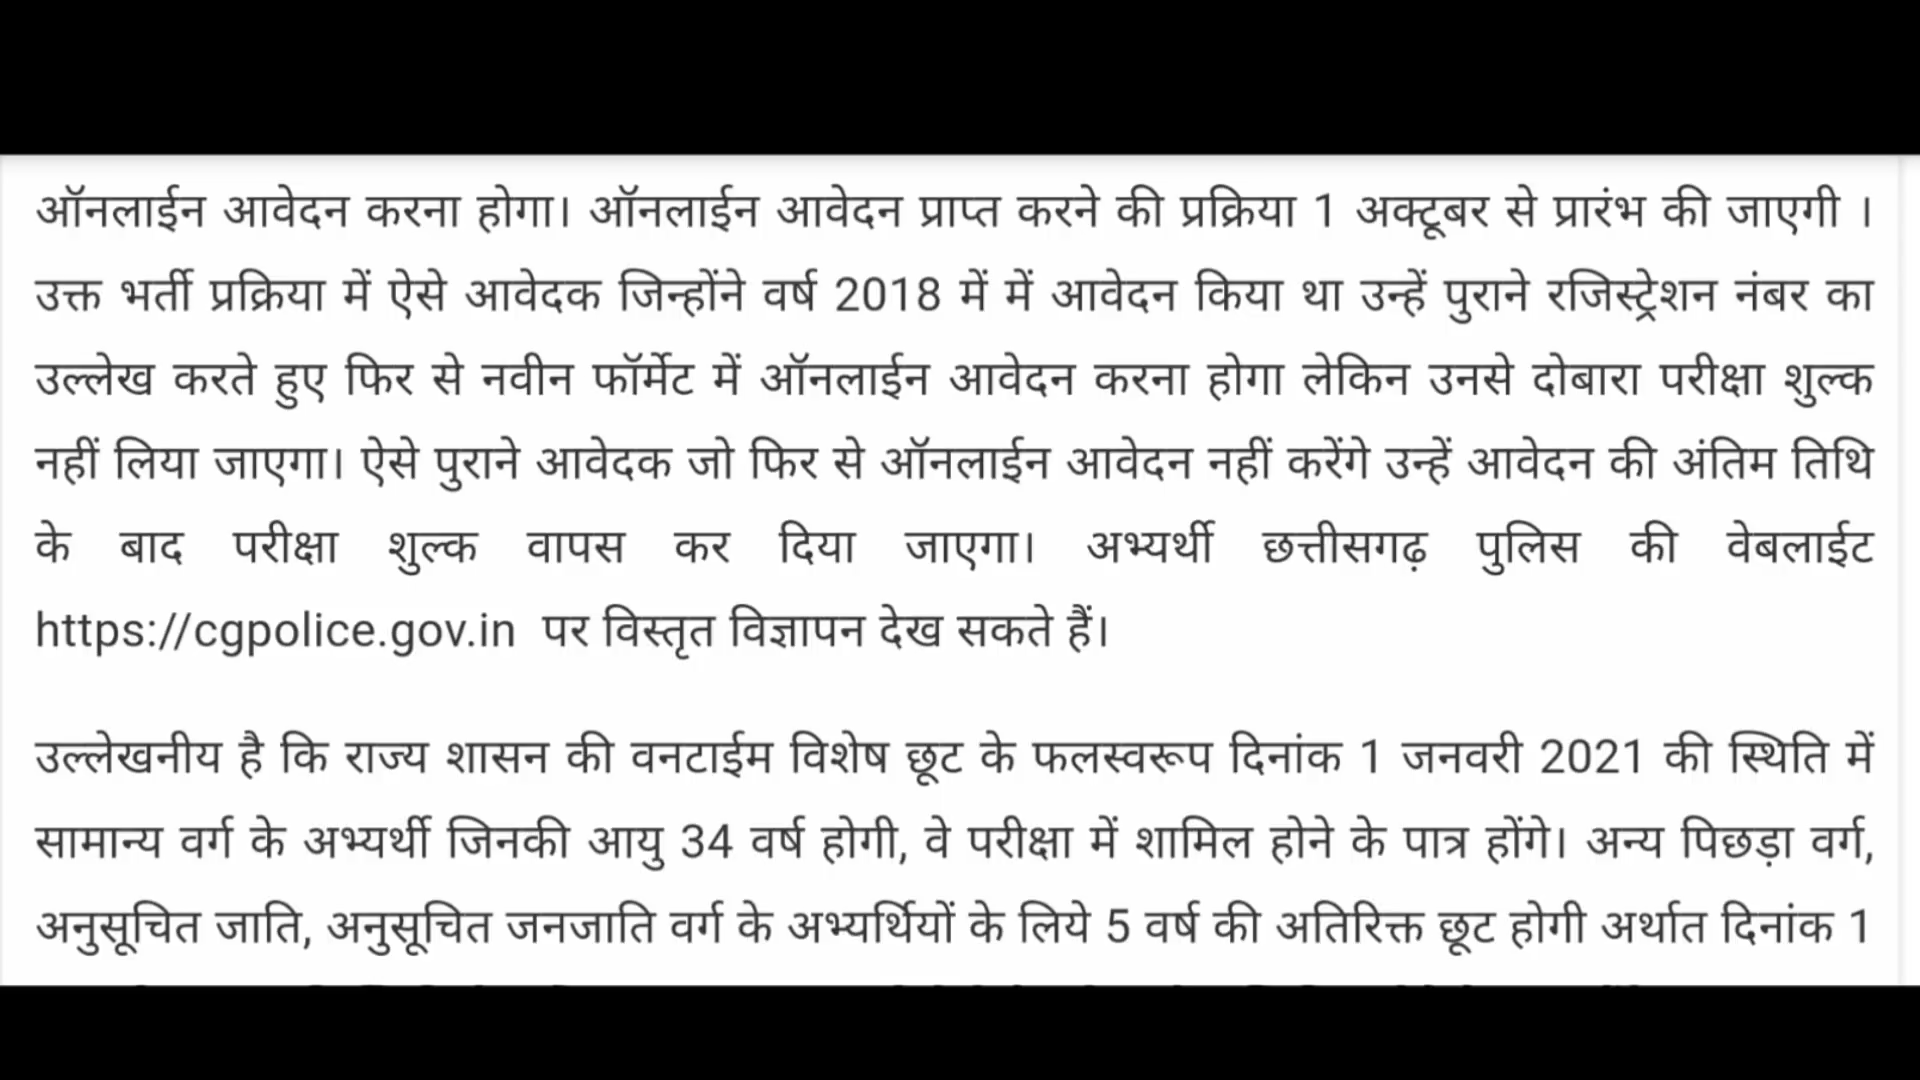 ऑनलाईन आवेदन करना होगा। ऑनलाईन आवेदन प्राप्त करने की प्रक्रिया 1 अक्टूबर से प्रारंभ की जाएगी ।
उक्त भर्ती प्रक्रिया में ऐसे आवेदक जिन्होंने वर्ष 2018 में में आवेदन किया था उन्हें पुराने रजिस्ट्रेशन नंबर का
उल्लेख करते हुए फिर से नवीन फॉर्मेट में ऑनलाईन आवेदन करना होगा लेकिन उनसे दोबारा परीक्षा शुल्क
नहीं लिया जाएगा। ऐसे पुराने आवेदक जो फिर से ऑनलाईन आवेदन नहीं करेंगे उन्हें आवेदन की अंतिम तिथि
के बाद परीक्षा शुल्क वापस कर दिया जाएगा। अभ्यर्थी छत्तीसगढ़ पुलिस की वेबलाईट
https://cgpolice.gov.in पर विस्तृत विज्ञापन देख सकते हैं।
उल्लेखनीय है कि राज्य शासन की वनटाईम विशेष छूट के फलस्वरूप दिनांक 1 जनवरी 2021 की स्थिति में
सामान्य वर्ग के अभ्यर्थी जिनकी आयु 34 वर्ष होगी, वे परीक्षा में शामिल होने के पात्र होंगे। अन्य पिछड़ा वर्ग,
अनुसूचित जाति, अनुसूचित जनजाति वर्ग के अभ्यर्थियों के लिये 5 वर्ष की अतिरिक्त छूट होगी अर्थात दिनांक 1